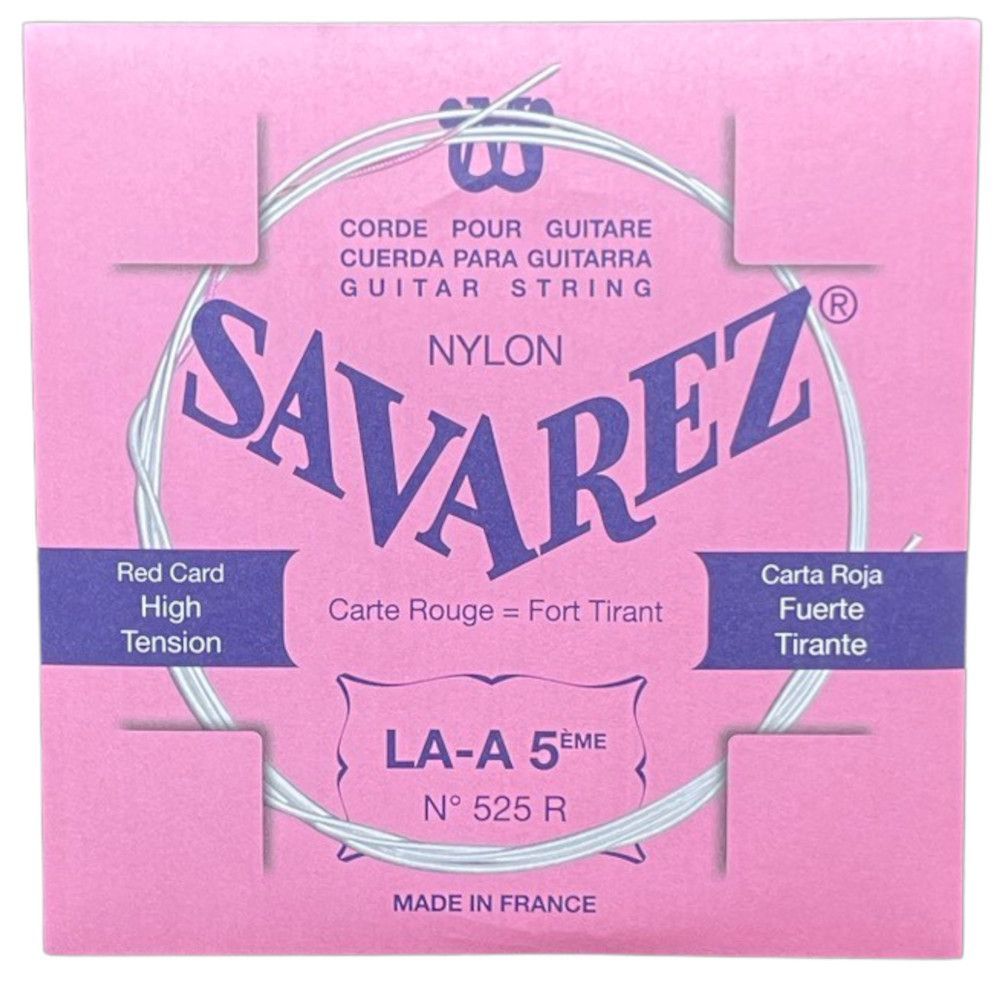 CORDE POUR GUITARE
CUERDA PARA GUITARRA
GUITAR STRING
NYLON
SAVAREZ®
Red Card
High
Tension
Carte Rouge = Fort Tirant
Carta Roja
Fuerte
Tirante
LA-A 5ÈME
N° 525 R
MADE IN FRANCE